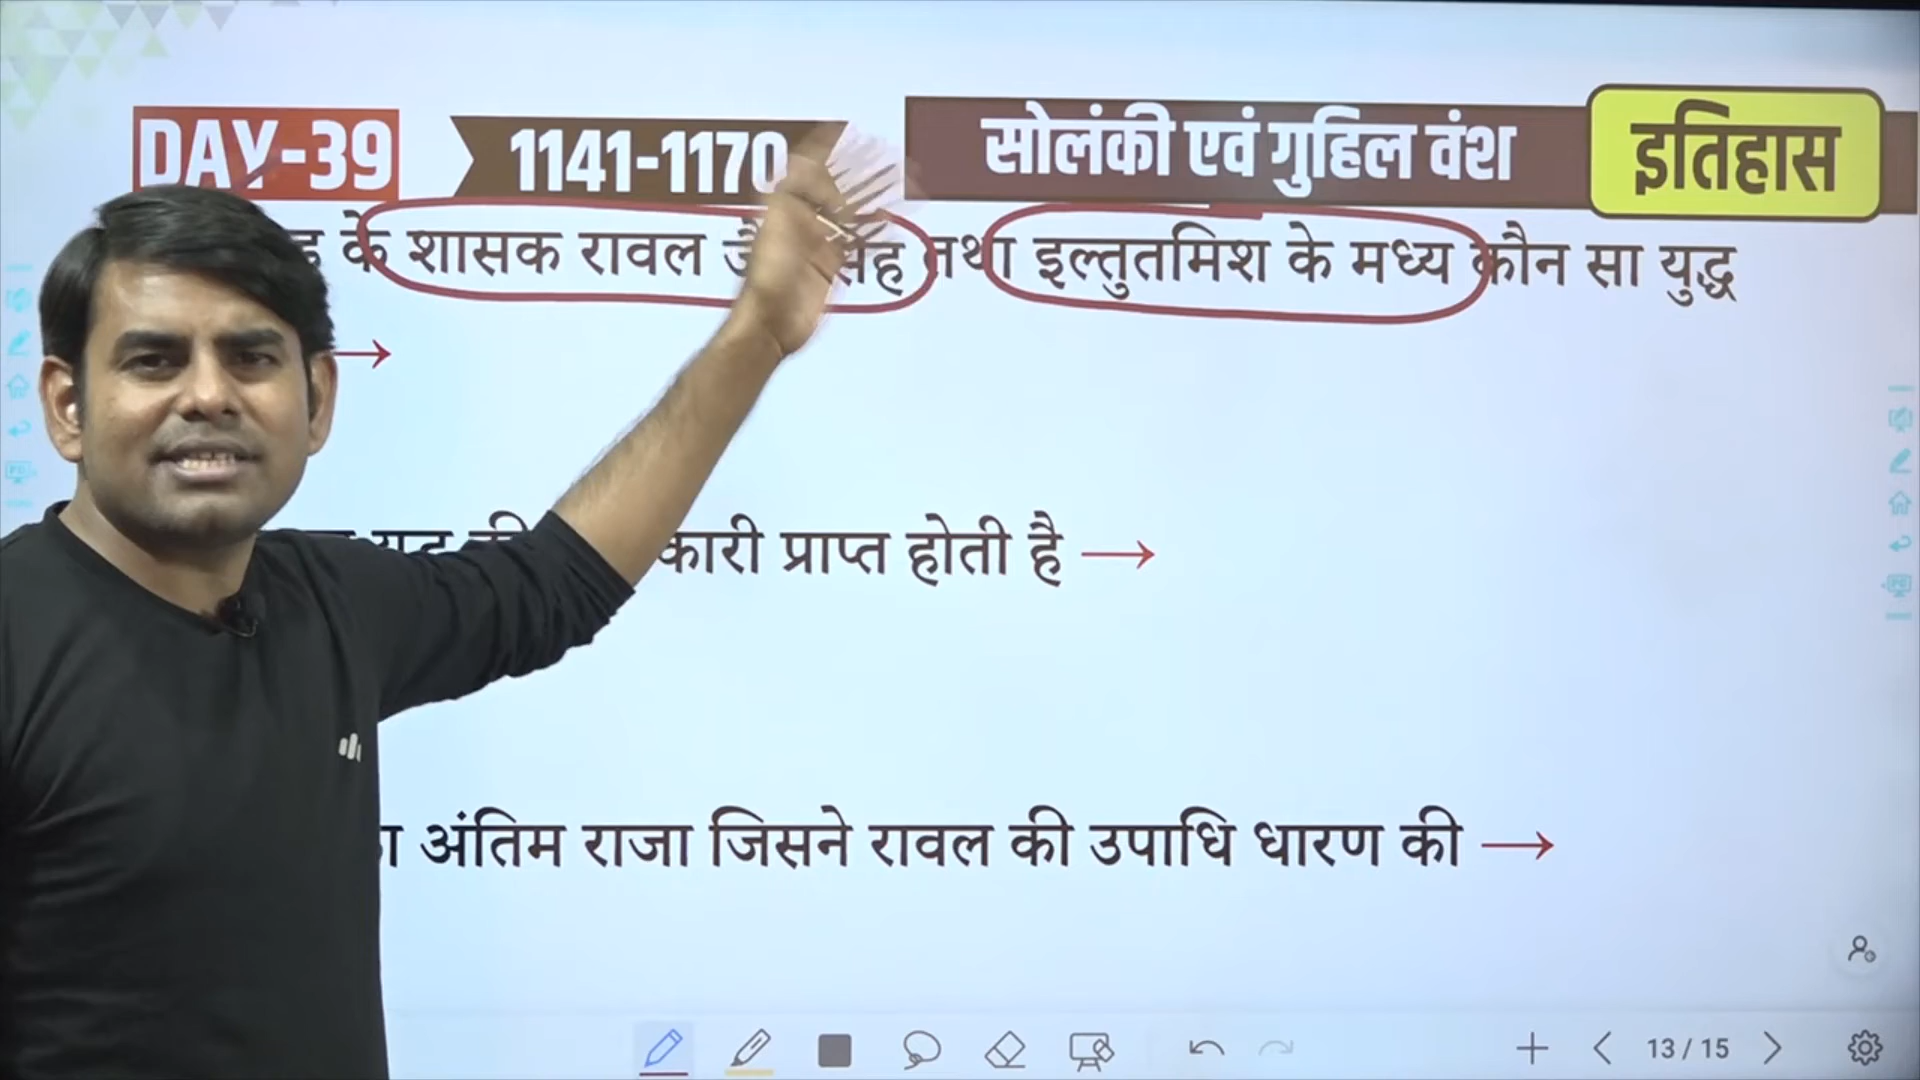 DAY-39 1141-1170 सोलंकी एवं गुहिल वंश इतिहास
के शासक रावल तथा इल्तुतमिश के मध्य कौन सा युद्ध
→
प्राप्त होती है →
अंतिम राजा जिसने रावल की उपाधि धारण की →
13 / 15